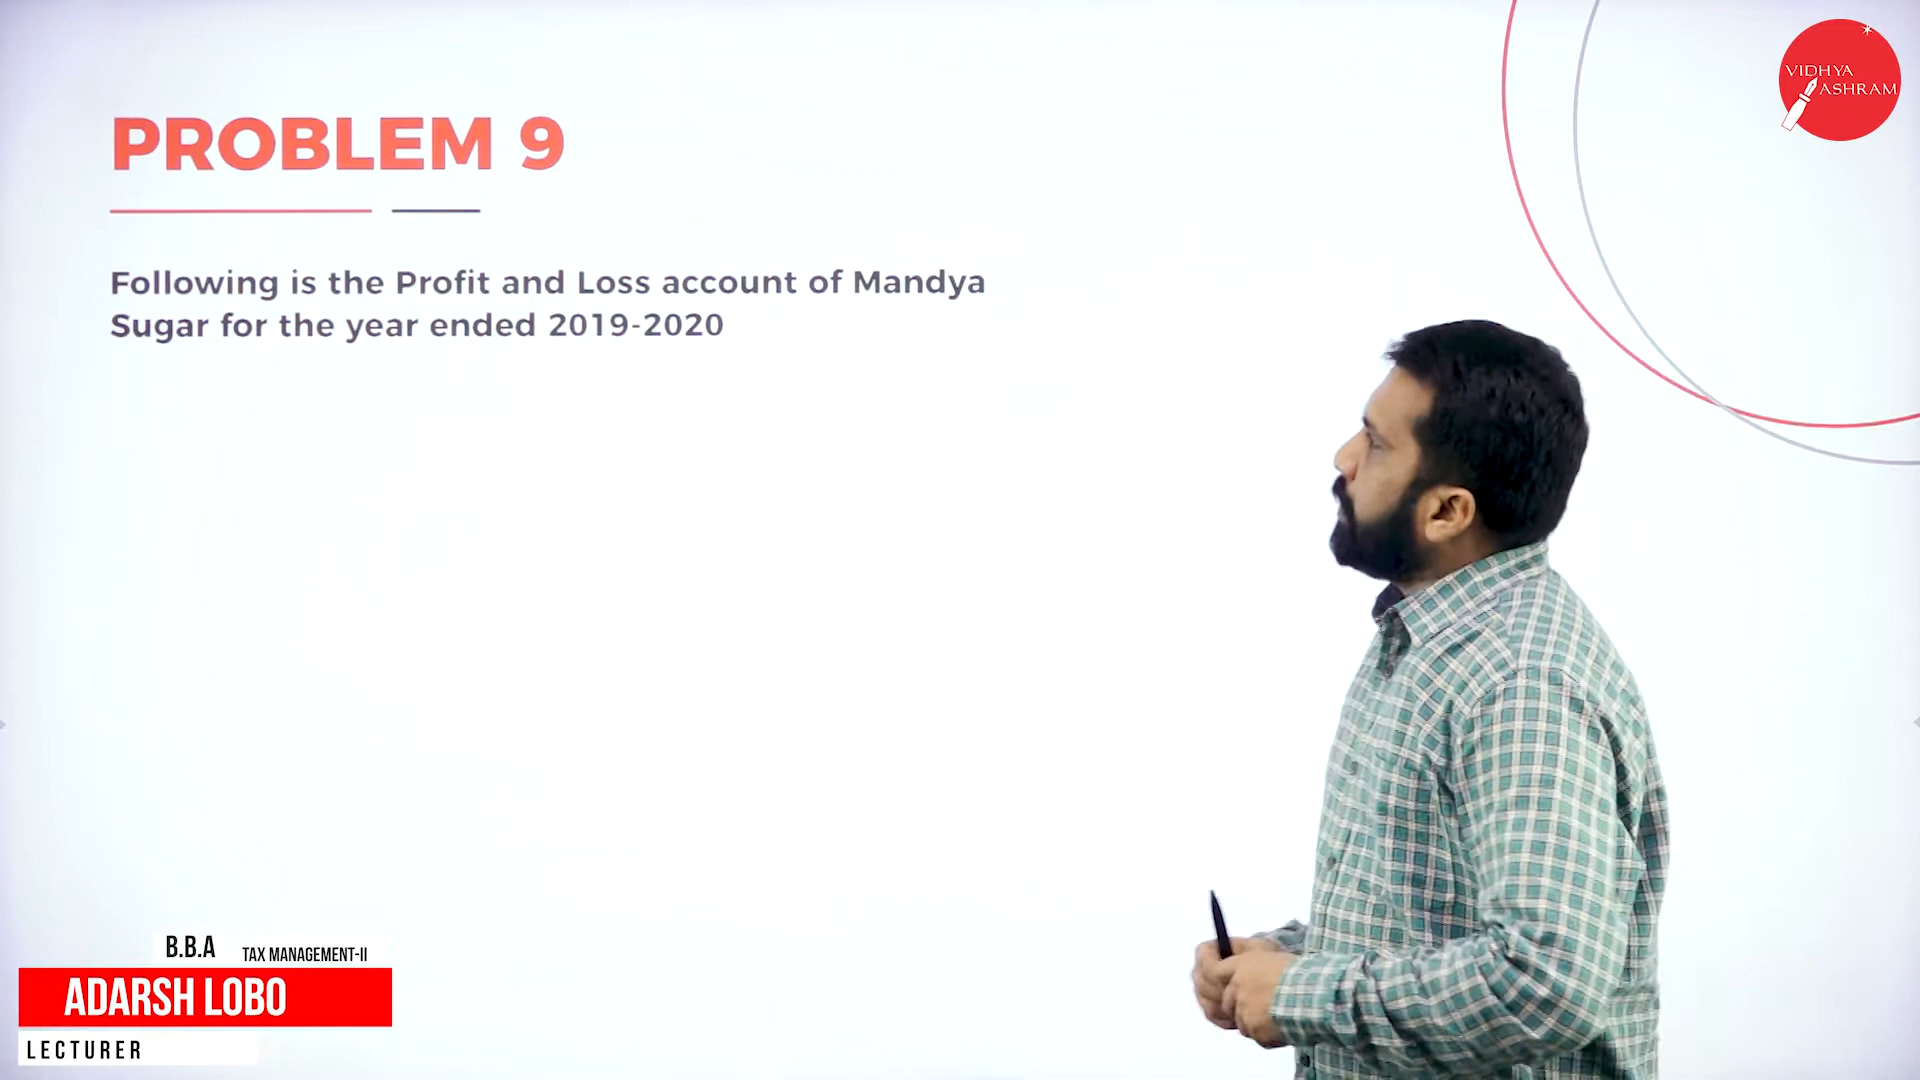 VIDHYA
ASHRAM
PROBLEM 9
Following is the Profit and Loss account of Mandya
Sugar for the year ended 2019-2020
B.B.A TAX MANAGEMENT-II
ADARSH LOBO
LECTURER